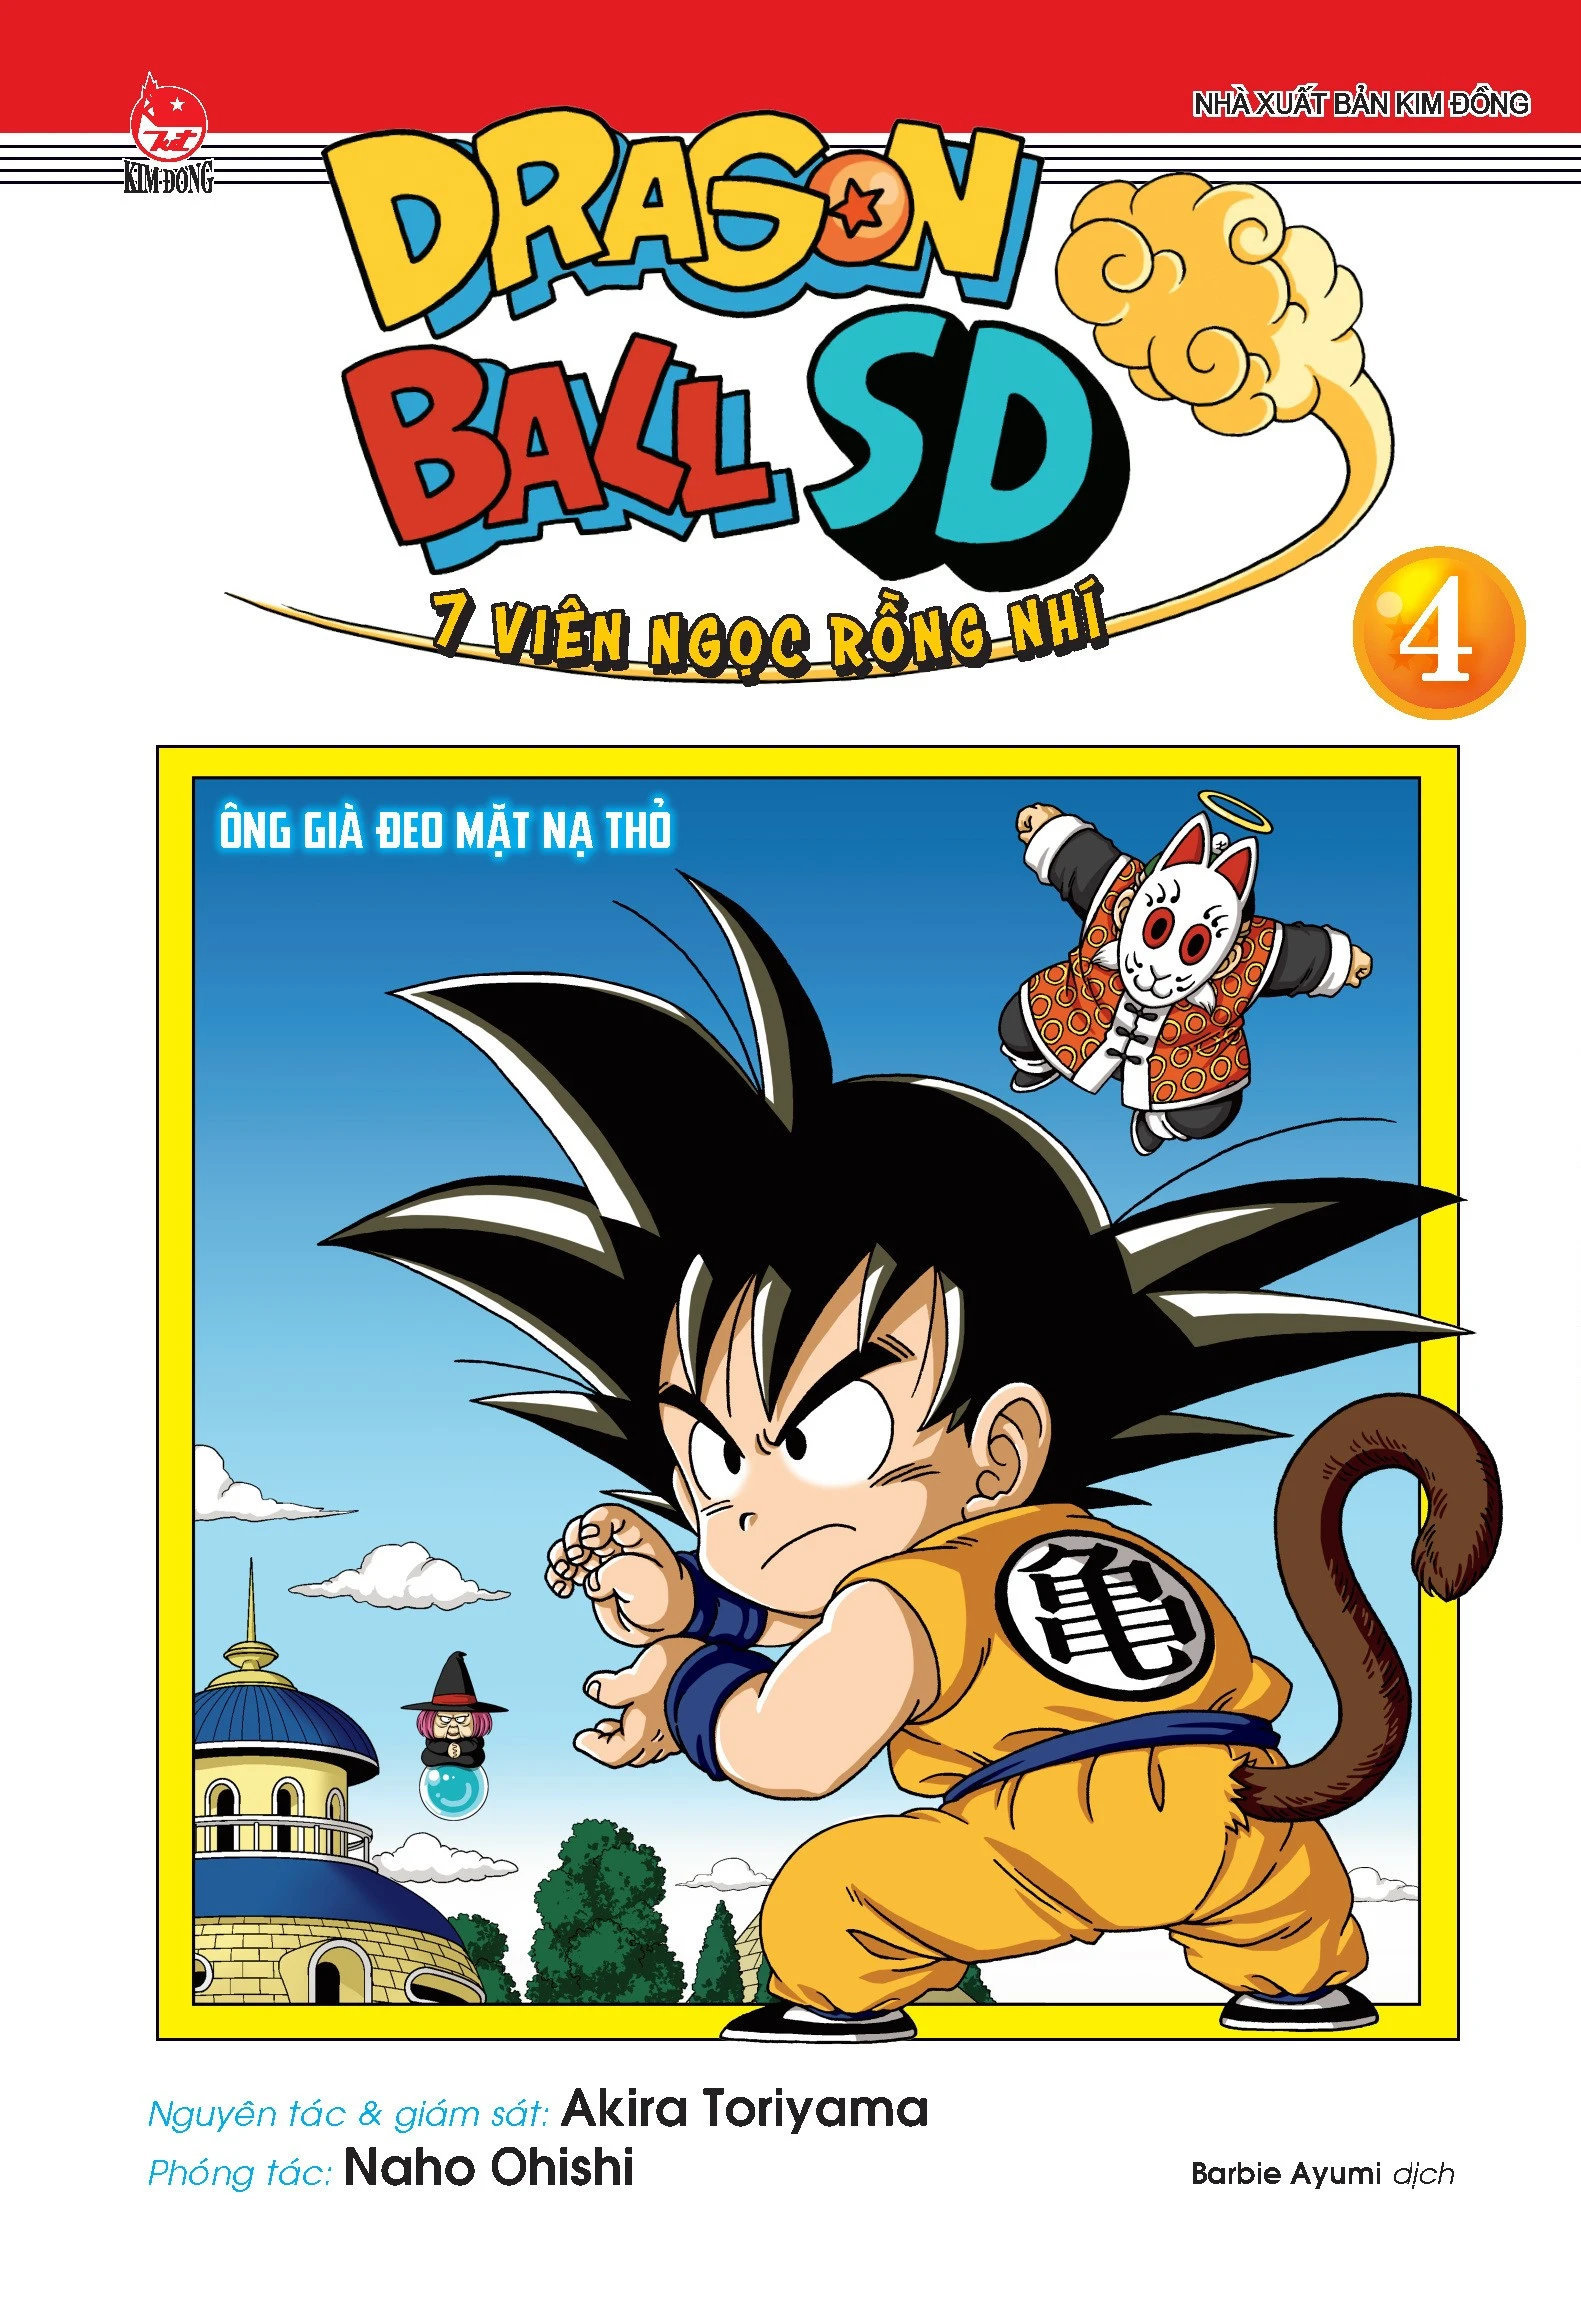 NHÀ XUẤT BẢN KIM ĐỒNG
KIM ĐỒNG
DRAGON
BALL SD
7 VIÊN NGỌC RỒNG NHÍ
4
ÔNG GIÀ ĐEO MẶT NẠ THỎ
亀
Nguyên tác & giám sát: Akira Toriyama
Phóng tác: Naho Ohishi
Barbie Ayumi dịch